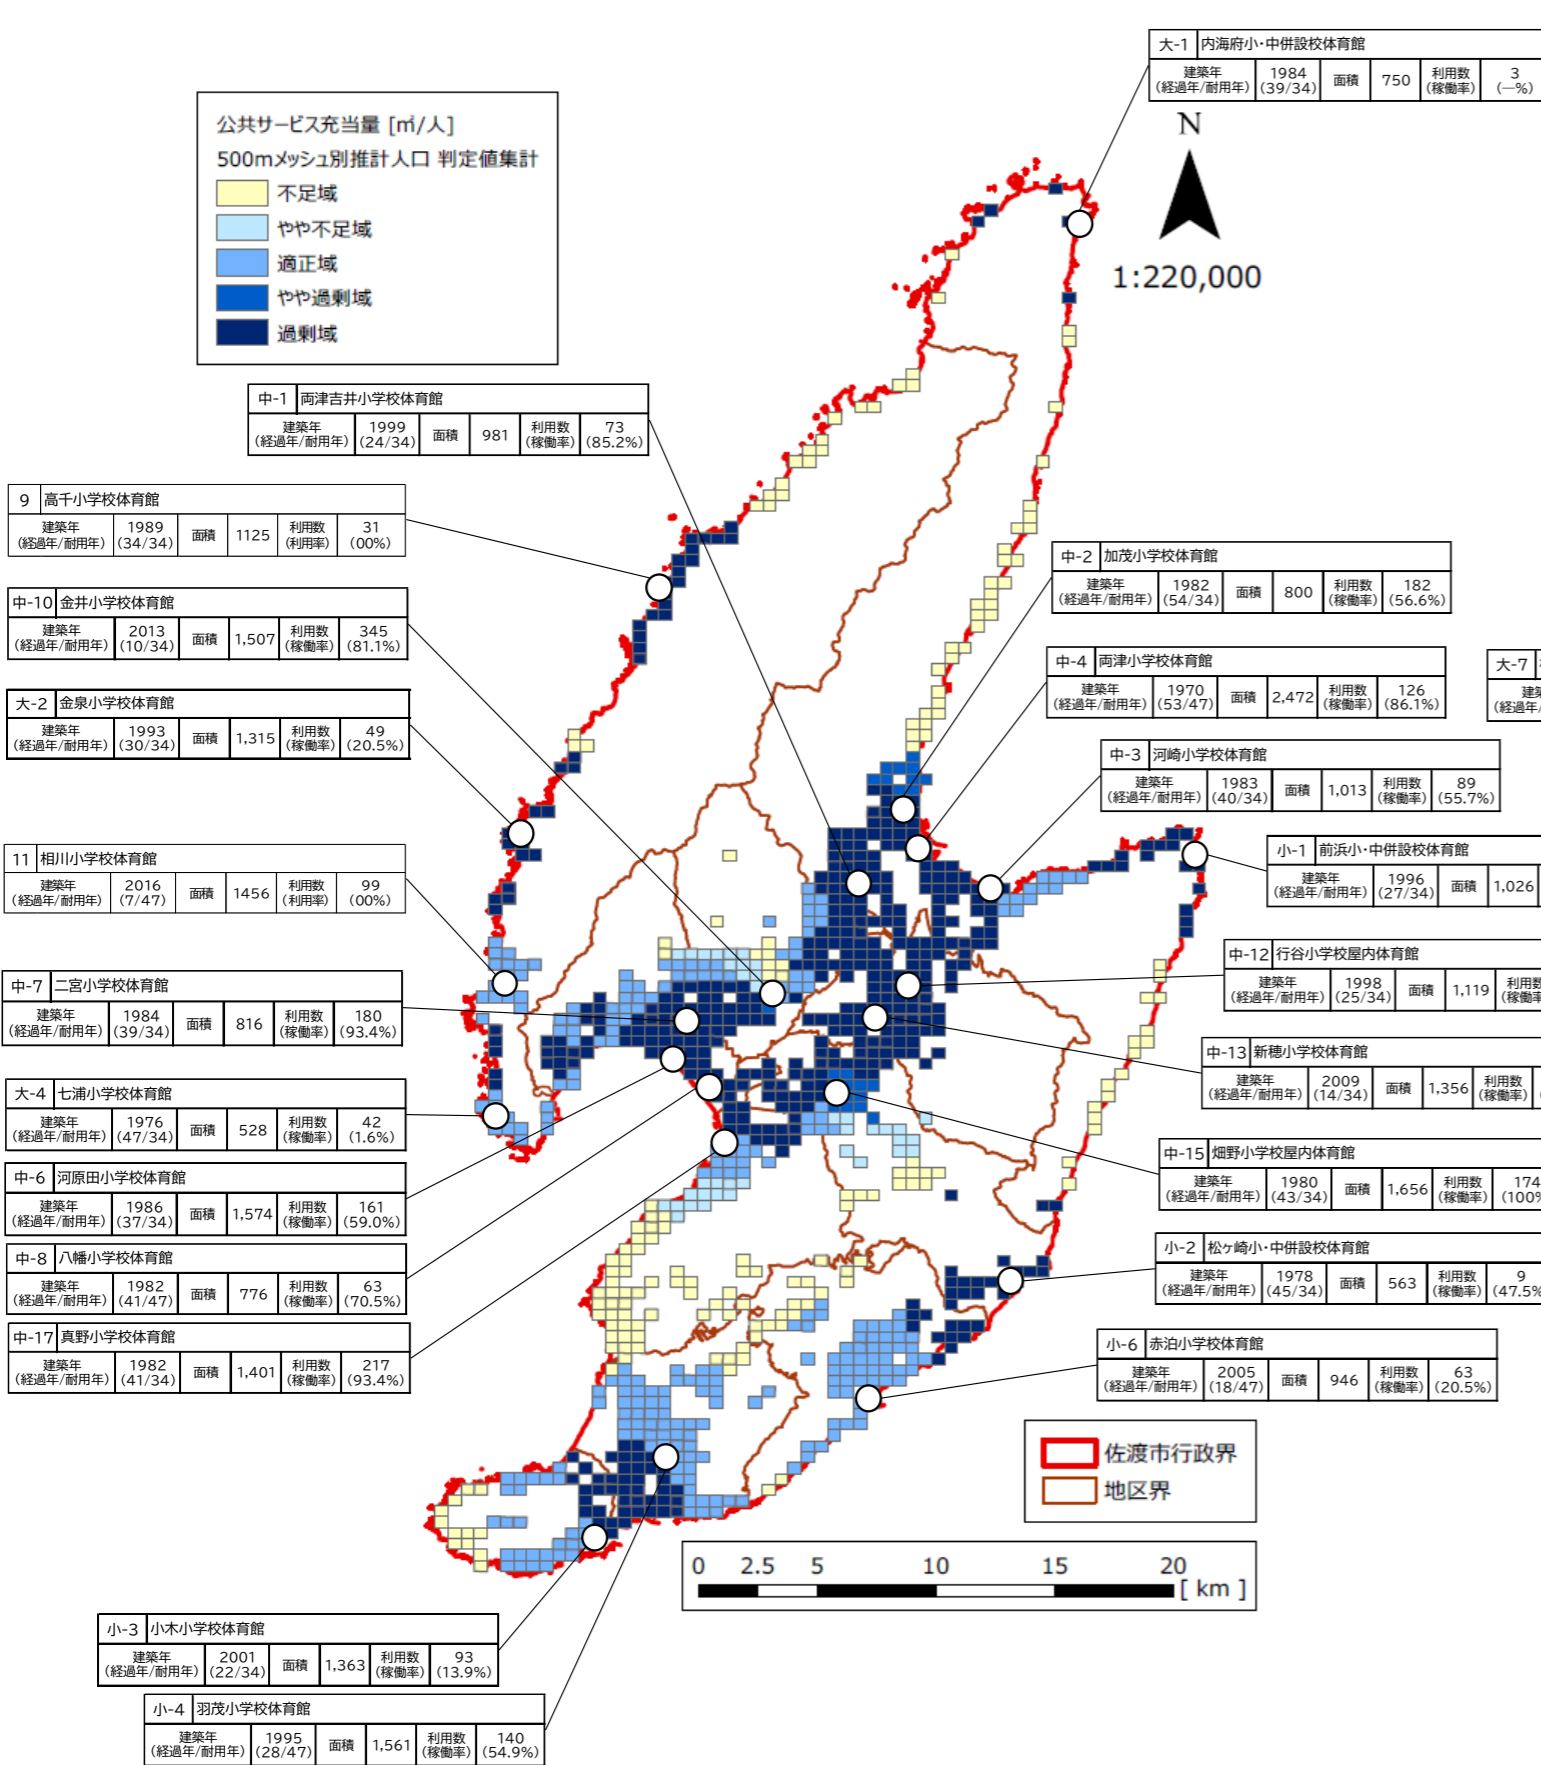 大-1 内海府小・中併設校体育館
建築年 1984 面積 750 利用数 3
(経過年/耐用年) (39/34) (稼働率) (―%)
公共サービス充当量 [㎡/人]
500mメッシュ別推計人口 判定値集計
不足域
やや不足域
適正域
やや過剰域
過剰域
N
1:220,000
中-1 両津吉井小学校体育館
建築年 1999 面積 981 利用数 73
(経過年/耐用年) (24/34) (稼働率) (85.2%)
9 高千小学校体育館
建築年 1989 面積 1125 利用数 31
(経過年/耐用年) (34/34) (利用率) (00%)
中-10 金井小学校体育館
建築年 2013 面積 1,507 利用数 345
(経過年/耐用年) (10/34) (稼働率) (81.1%)
大-2 金泉小学校体育館
建築年 1993 面積 1,315 利用数 49
(経過年/耐用年) (30/34) (稼働率) (20.5%)
11 相川小学校体育館
建築年 2016 面積 1456 利用数 99
(経過年/耐用年) (7/47) (利用率) (00%)
中-7 二宮小学校体育館
建築年 1984 面積 816 利用数 180
(経過年/耐用年) (39/34) (稼働率) (93.4%)
大-4 七浦小学校体育館
建築年 1976 面積 528 利用数 42
(経過年/耐用年) (47/34) (稼働率) (1.6%)
中-6 河原田小学校体育館
建築年 1986 面積 1,574 利用数 161
(経過年/耐用年) (37/34) (稼働率) (59.0%)
中-8 八幡小学校体育館
建築年 1982 面積 776 利用数 63
(経過年/耐用年) (41/47) (稼働率) (70.5%)
中-17 真野小学校体育館
建築年 1982 面積 1,401 利用数 217
(経過年/耐用年) (41/34) (稼働率) (93.4%)
中-2 加茂小学校体育館
建築年 1982 面積 800 利用数 182
(経過年/耐用年) (54/34) (稼働率) (56.6%)
中-4 両津小学校体育館
建築年 1970 面積 2,472 利用数 126
(経過年/耐用年) (53/47) (稼働率) (86.1%)
大-7
建築
(経過年/
中-3 河崎小学校体育館
建築年 1983 面積 1,013 利用数 89
(経過年/耐用年) (40/34) (稼働率) (55.7%)
小-1 前浜小・中併設校体育館
建築年 1996 面積 1,026
(経過年/耐用年) (27/34)
中-12 行谷小学校屋内体育館
建築年 1998 面積 1,119 利用数
(経過年/耐用年) (25/34) (稼働率
中-13 新穂小学校体育館
建築年 2009 面積 1,356 利用数
(経過年/耐用年) (14/34) (稼働率)
中-15 畑野小学校屋内体育館
建築年 1980 面積 1,656 利用数 174
(経過年/耐用年) (43/34) (稼働率) (100%
小-2 松ヶ崎小・中併設校体育館
建築年 1978 面積 563 利用数 9
(経過年/耐用年) (45/34) (稼働率) (47.5%
小-6 赤泊小学校体育館
建築年 2005 面積 946 利用数 63
(経過年/耐用年) (18/47) (稼働率) (20.5%)
佐渡市行政界
地区界
0 2.5 5 10 15 20
[ km ]
小-3 小木小学校体育館
建築年 2001 面積 1,363 利用数 93
(経過年/耐用年) (22/34) (稼働率) (13.9%)
小-4 羽茂小学校体育館
建築年 1995 面積 1,561 利用数 140
(経過年/耐用年) (28/47) (稼働率) (54.9%)